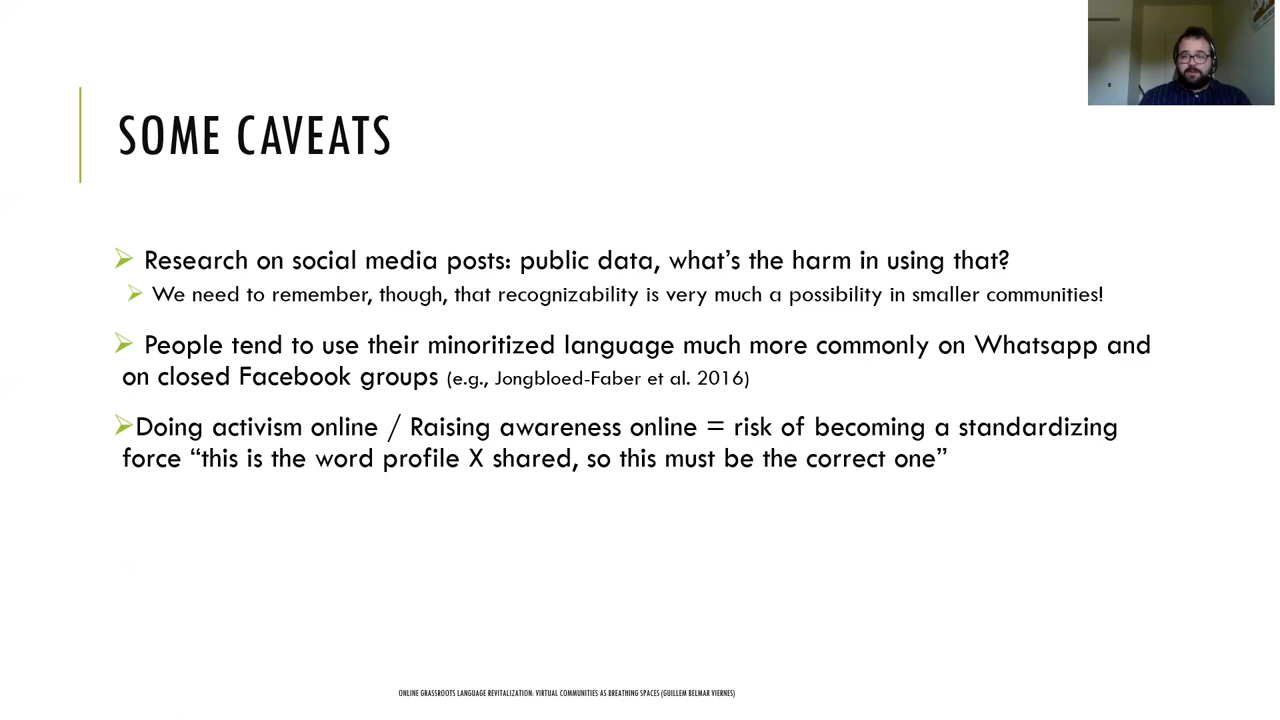 SOME CAVEATS
Research on social media posts: public data, what's the harm in using that?
We need to remember, though, that recognizability is very much a possibility in smaller communities!
People tend to use their minoritized language much more commonly on Whatsapp and
on closed Facebook groups (e.g., Jongbloed-Faber et al. 2016)
Doing activism online / Raising awareness online = risk of becoming a standardizing
force “this is the word profile X shared, so this must be the correct one”
ONLINE GRASSROOTS LANGUAGE REVITALIZATION: VIRTUAL COMMUNITIES AS BREATHING SPACES (GUILLEM BELMAR VIERNES)